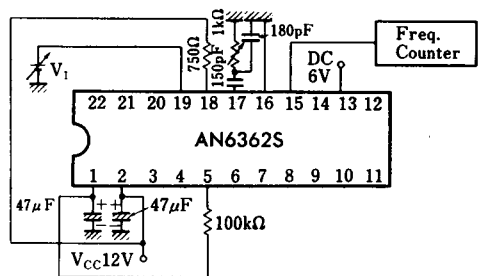 1kΩ
180pF
Freq.
Counter
750Ω
150pF
DC
6V
V₁
22 21 20 19 18 17 16 15 14 13 12
AN6362S
1 2 3 4 5 6 7 8 9 10 11
47μF
+ +
− −
47μF
100kΩ
Vcc12V